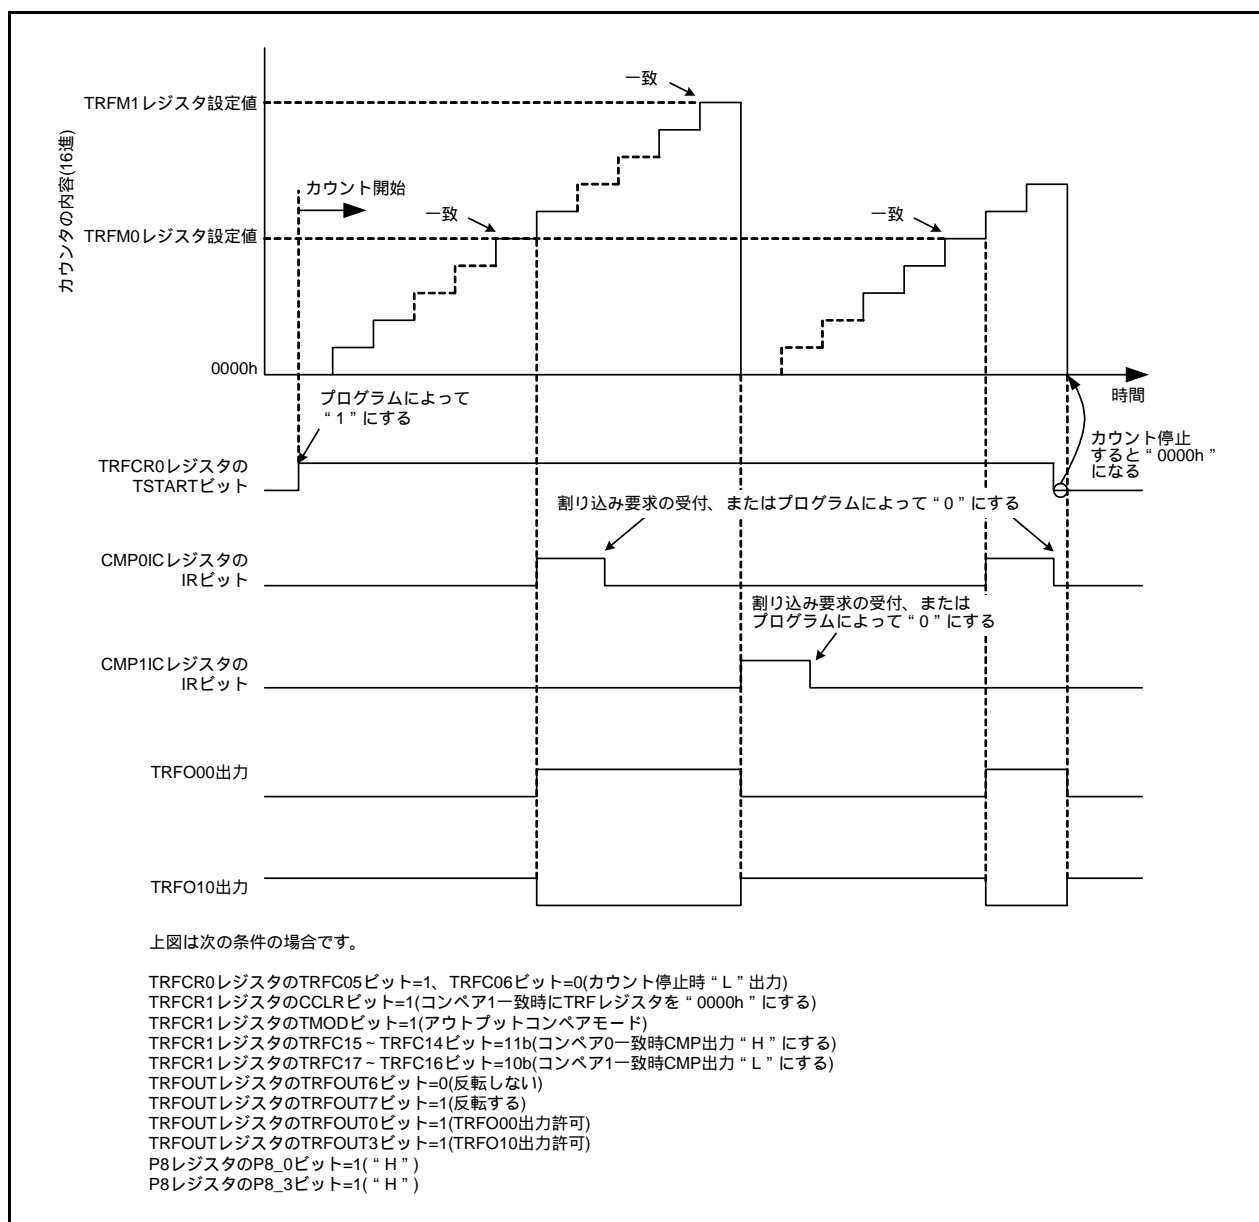 一致
TRFM1レジスタ設定値
カウンタの内容(16進)
カウント開始
一致
一致
TRFM0レジスタ設定値
0000h
時間
プログラムによって
“ 1 ” にする
カウント停止
すると “ 0000h ”
になる
TRFCR0レジスタの
TSTARTビット
割り込み要求の受付、またはプログラムによって “ 0 ” にする
CMP0ICレジスタの
IRビット
割り込み要求の受付、または
プログラムによって “ 0 ” にする
CMP1ICレジスタの
IRビット
TRFO00出力
TRFO10出力
上図は次の条件の場合です。
TRFCR0レジスタのTRFC05ビット=1、TRFC06ビット=0(カウント停止時 “ L ” 出力)
TRFCR1レジスタのCCLRビット=1(コンペア1一致時にTRFレジスタを “ 0000h ” にする)
TRFCR1レジスタのTMODビット=1(アウトプットコンペアモード)
TRFCR1レジスタのTRFC15 ~ TRFC14ビット=11b(コンペア0一致時CMP出力 “ H ” にする)
TRFCR1レジスタのTRFC17 ~ TRFC16ビット=10b(コンペア1一致時CMP出力 “ L ” にする)
TRFOUTレジスタのTRFOUT6ビット=0(反転しない)
TRFOUTレジスタのTRFOUT7ビット=1(反転する)
TRFOUTレジスタのTRFOUT0ビット=1(TRFO00出力許可)
TRFOUTレジスタのTRFOUT3ビット=1(TRFO10出力許可)
P8レジスタのP8_0ビット=1( “ H ” )
P8レジスタのP8_3ビット=1( “ H ” )